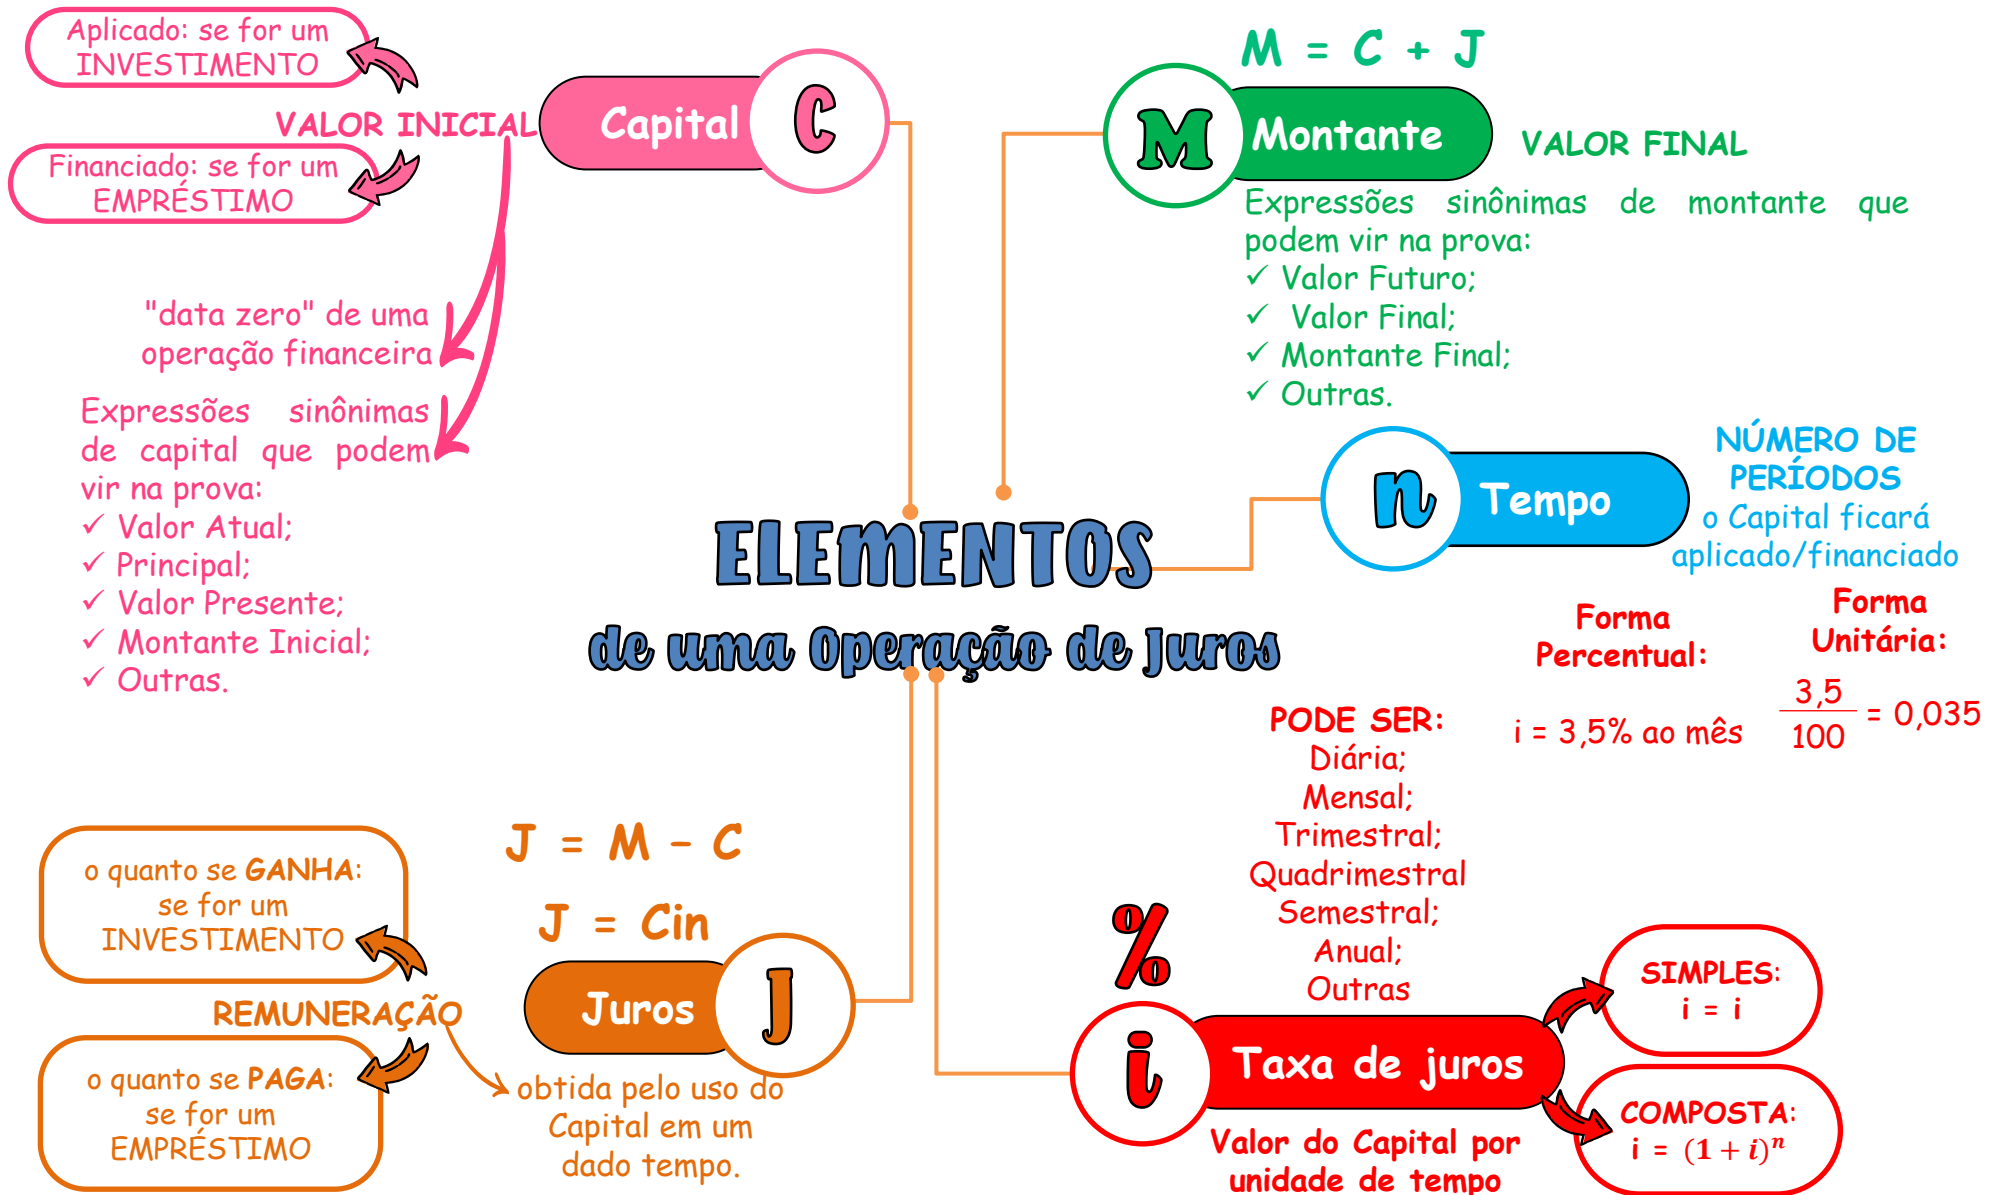 Aplicado: se for um
INVESTIMENTO
VALOR INICIAL
Financiado: se for um
EMPRÉSTIMO
Capital
C
"data zero" de uma
operação financeira
Expressões sinônimas
de capital que podem
vir na prova:
✓ Valor Atual;
✓ Principal;
✓ Valor Presente;
✓ Montante Inicial;
✓ Outras.
M = C + J
M
Montante
VALOR FINAL
Expressões sinônimas de montante que
podem vir na prova:
✓ Valor Futuro;
✓ Valor Final;
✓ Montante Final;
✓ Outras.
n
Tempo
NÚMERO DE
PERÍODOS
o Capital ficará
aplicado/financiado
ELEMENTOS
de uma Operação de Juros
Forma
Percentual:
i = 3,5% ao mês
Forma
Unitária:
3,5
100
= 0,035
PODE SER:
Diária;
Mensal;
Trimestral;
Quadrimestral
Semestral;
Anual;
Outras
%
i
Taxa de juros
Valor do Capital por
unidade de tempo
SIMPLES:
i = i
COMPOSTA:
i = (1 + i)ⁿ
J = M – C
J = Cin
Juros
J
o quanto se GANHA:
se for um
INVESTIMENTO
REMUNERAÇÃO
o quanto se PAGA:
se for um
EMPRÉSTIMO
obtida pelo uso do
Capital em um
dado tempo.